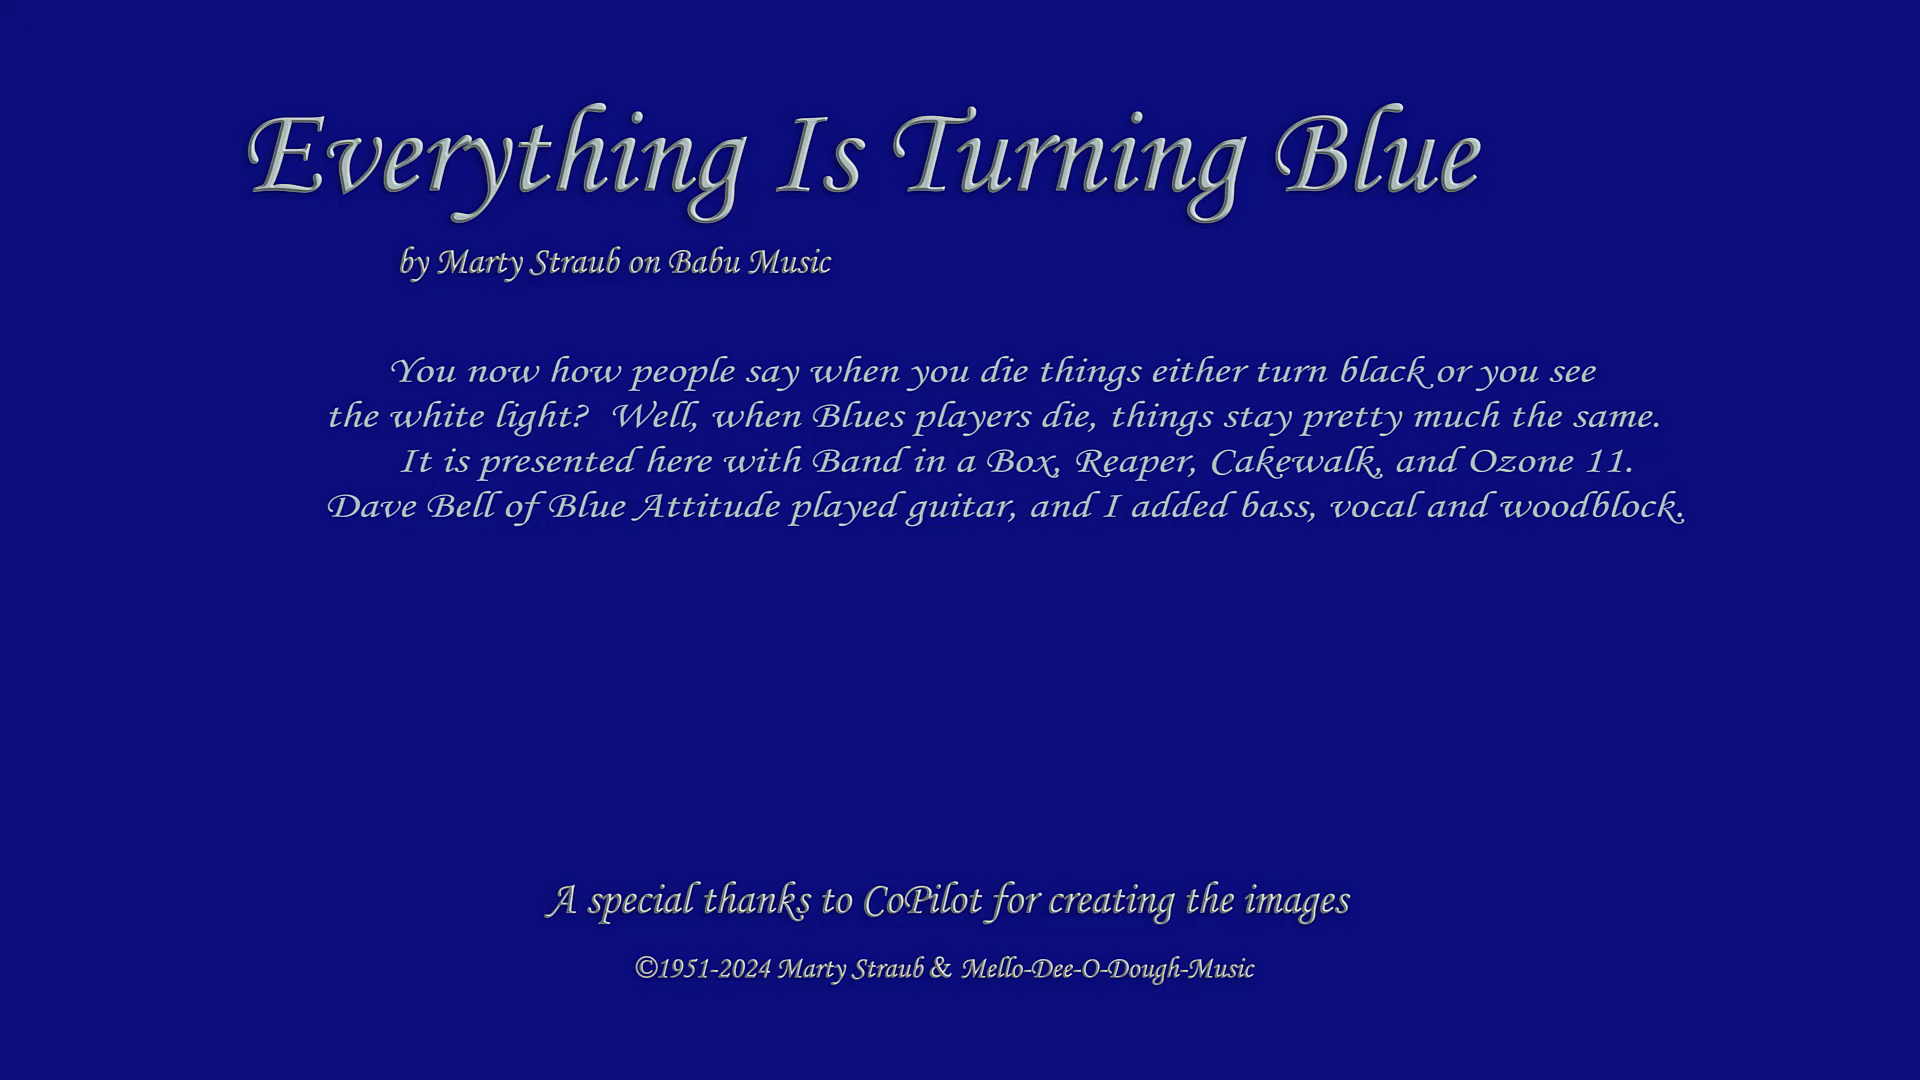 Everything Is Turning Blue
by Marty Straub on Babu Music
You now how people say when you die things either turn black or you see
the white light?  Well, when Blues players die, things stay pretty much the same.
It is presented here with Band in a Box, Reaper, Cakewalk, and Ozone 11.
Dave Bell of Blue Attitude played guitar, and I added bass, vocal and woodblock.
A special thanks to CoPilot for creating the images
©1951-2024 Marty Straub & Mello-Dee-O-Dough-Music